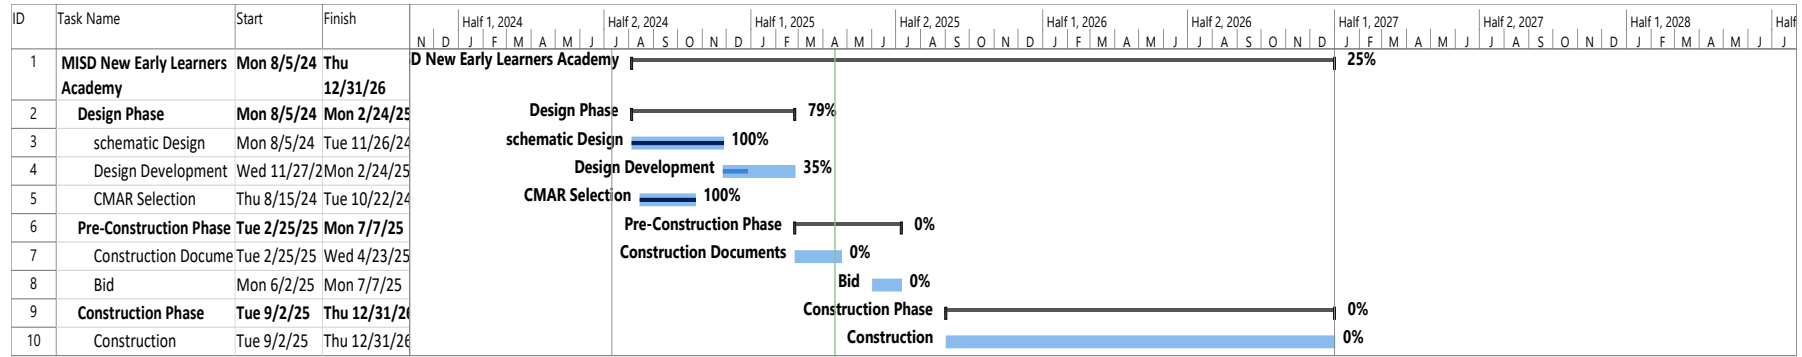 ID Task Name Start Finish Half 1, 2024 Half 2, 2024 Half 1, 2025 Half 2, 2025 Half 1, 2026 Half 2, 2026 Half 1, 2027 Half 2, 2027 Half 1, 2028 Half
N D J F M A M J J A S O N D J F M A M J J A S O N D J F M A M J J A S O N D J F M A M J J A S O N D J F M A M J J
1 MISD New Early Learners Academy Mon 8/5/24 Thu 12/31/26 D New Early Learners Academy 25%
2 Design Phase Mon 8/5/24 Mon 2/24/25 Design Phase 79%
3 schematic Design Mon 8/5/24 Tue 11/26/24 schematic Design 100%
4 Design Development Wed 11/27/2 Mon 2/24/25 Design Development 35%
5 CMAR Selection Thu 8/15/24 Tue 10/22/24 CMAR Selection 100%
6 Pre-Construction Phase Tue 2/25/25 Mon 7/7/25 Pre-Construction Phase 0%
7 Construction Docume Tue 2/25/25 Wed 4/23/25 Construction Documents 0%
8 Bid Mon 6/2/25 Mon 7/7/25 Bid 0%
9 Construction Phase Tue 9/2/25 Thu 12/31/26 Construction Phase 0%
10 Construction Tue 9/2/25 Thu 12/31/26 Construction 0%